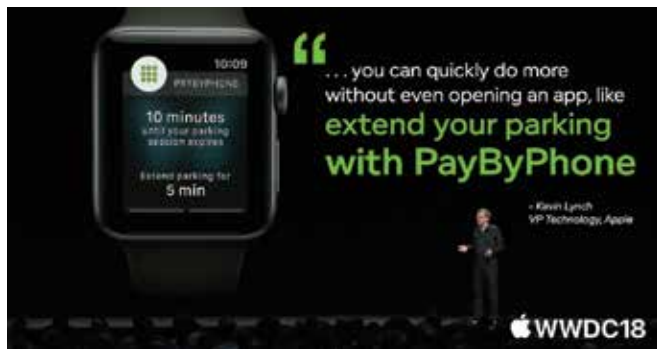 10:09
PAYBYPHONE
10 minutes
until your parking
session expires
Extend parking for
5 min
“
. . . you can quickly do more
without even opening an app, like
extend your parking
with PayByPhone
- Kevin Lynch
VP Technology, Apple
WWDC18